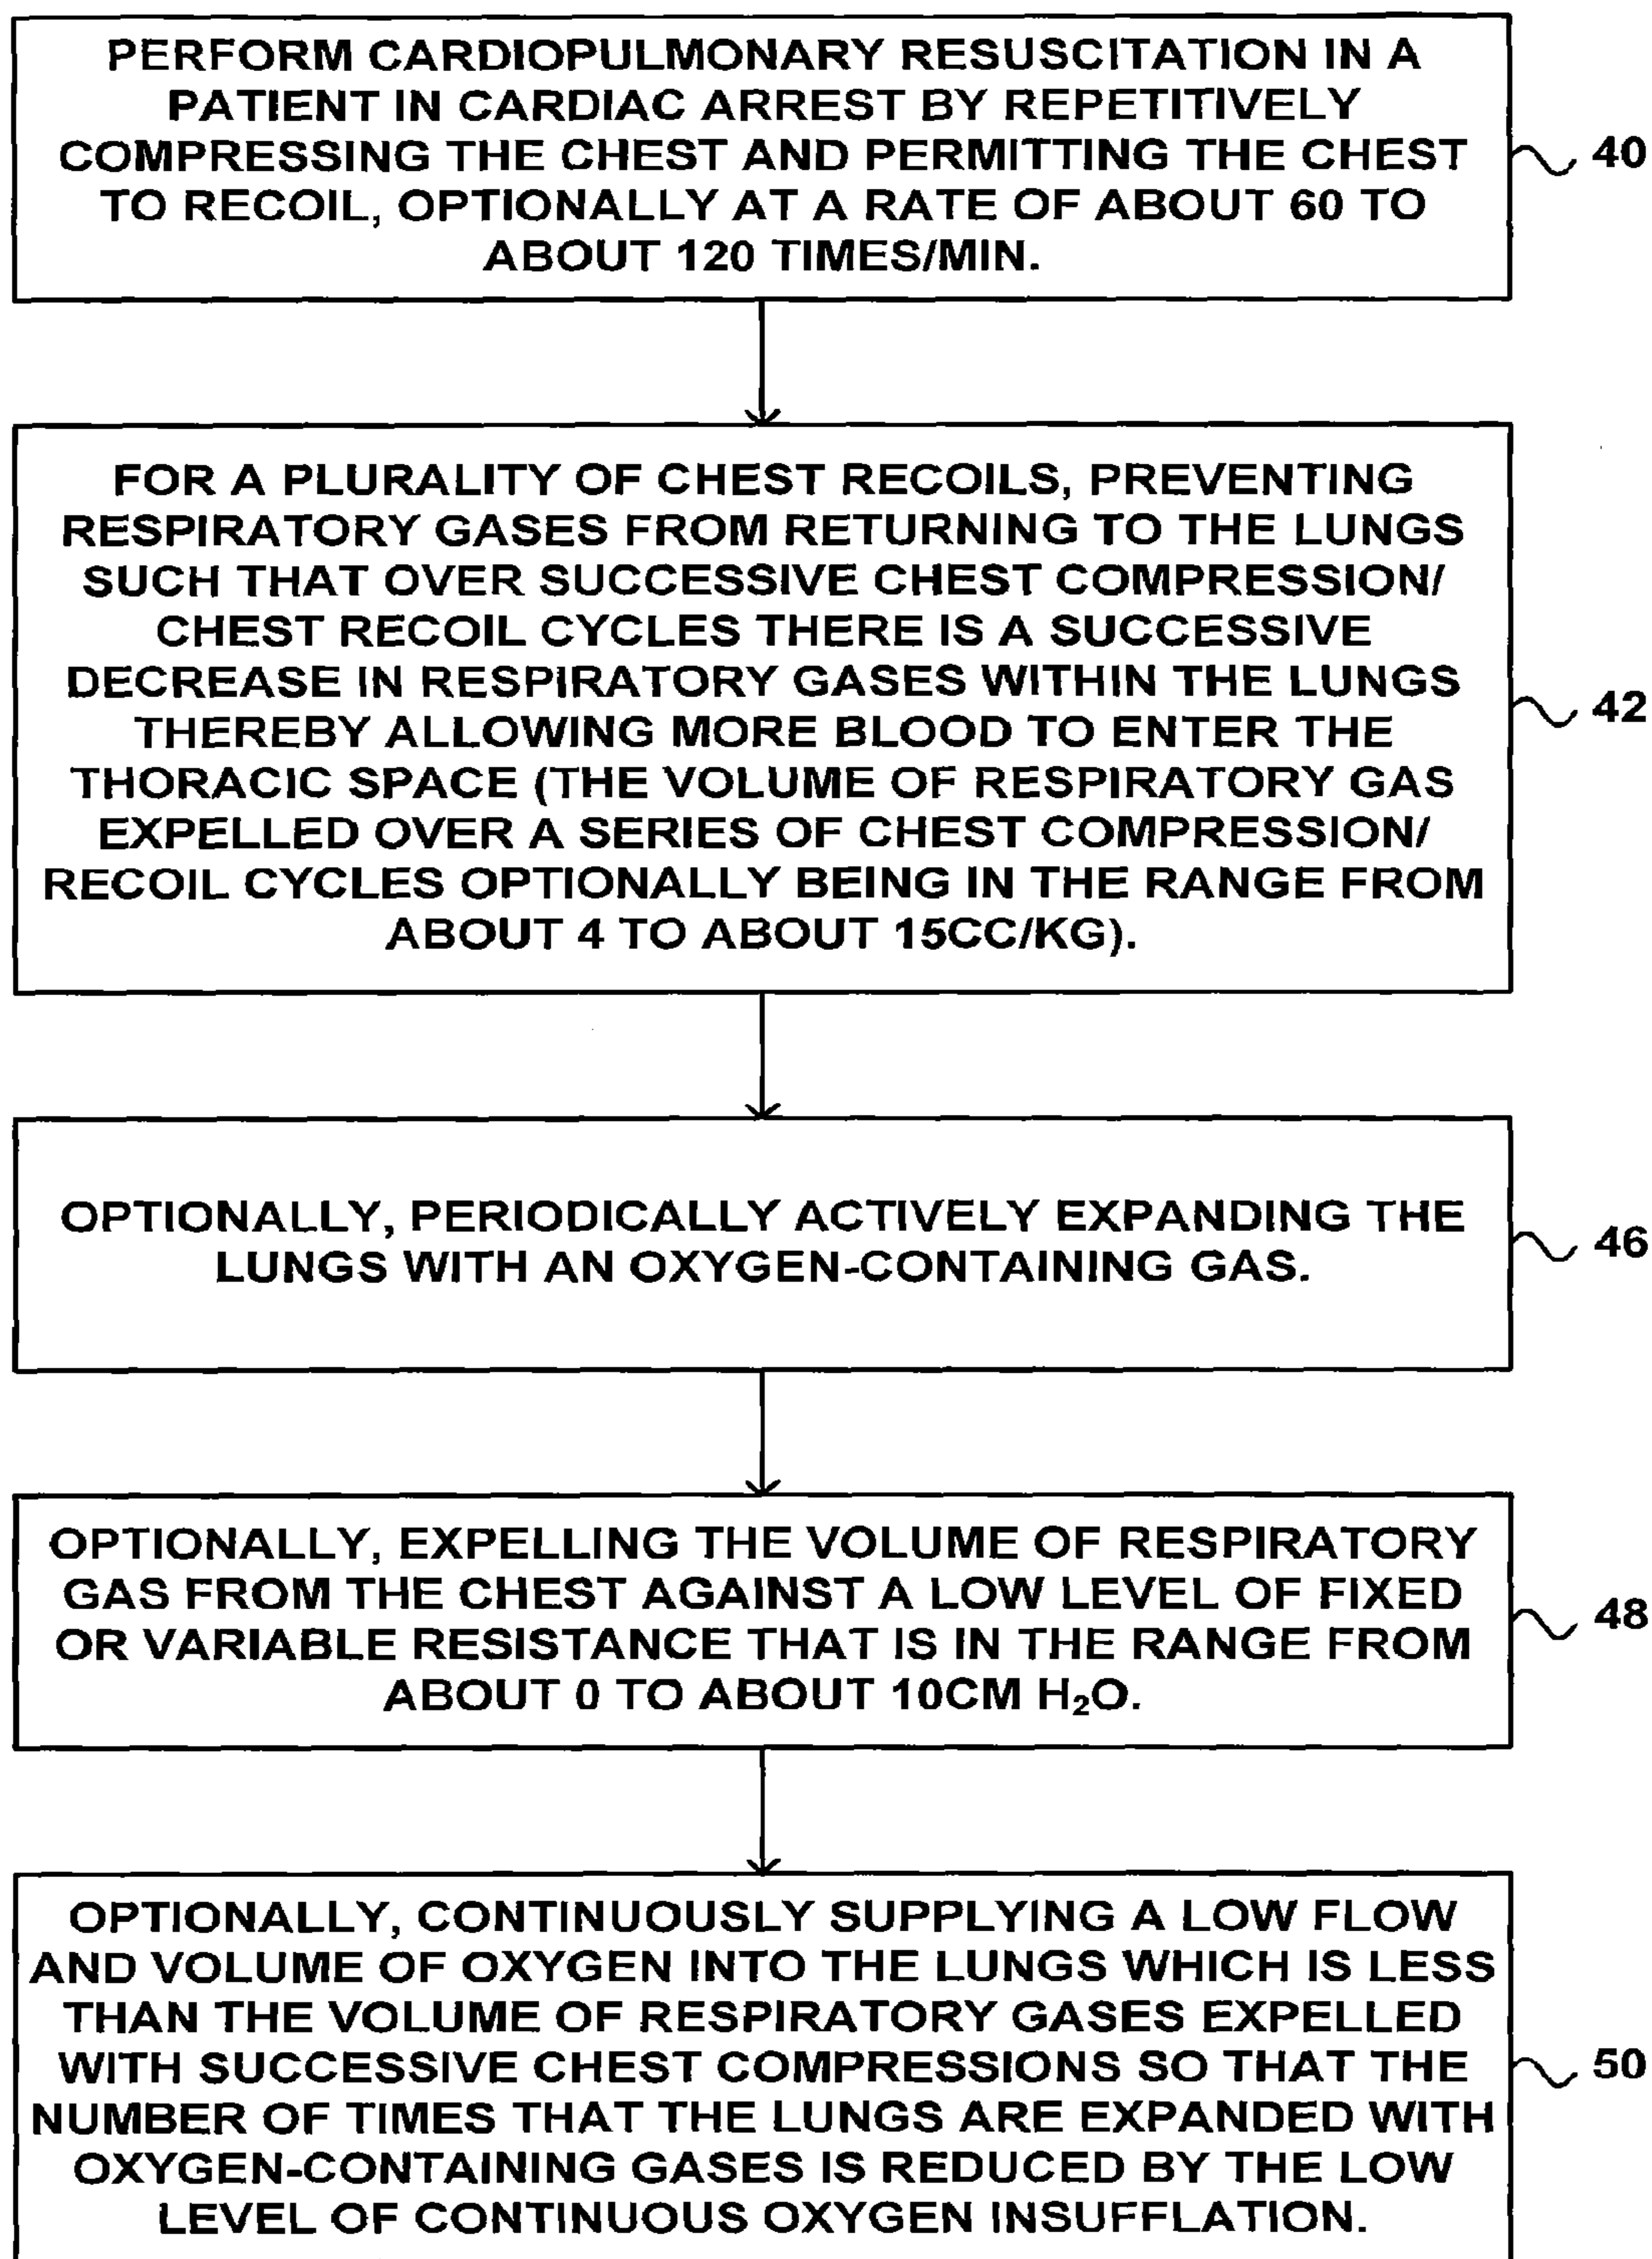 PERFORM CARDIOPULMONARY RESUSCITATION IN A
PATIENT IN CARDIAC ARREST BY REPETITIVELY
COMPRESSING THE CHEST AND PERMITTING THE CHEST
TO RECOIL, OPTIONALLY AT A RATE OF ABOUT 60 TO
ABOUT 120 TIMES/MIN.
40
FOR A PLURALITY OF CHEST RECOILS, PREVENTING
RESPIRATORY GASES FROM RETURNING TO THE LUNGS
SUCH THAT OVER SUCCESSIVE CHEST COMPRESSION/
CHEST RECOIL CYCLES THERE IS A SUCCESSIVE
DECREASE IN RESPIRATORY GASES WITHIN THE LUNGS
THEREBY ALLOWING MORE BLOOD TO ENTER THE
THORACIC SPACE (THE VOLUME OF RESPIRATORY GAS
EXPELLED OVER A SERIES OF CHEST COMPRESSION/
RECOIL CYCLES OPTIONALLY BEING IN THE RANGE FROM
ABOUT 4 TO ABOUT 15CC/KG).
42
OPTIONALLY, PERIODICALLY ACTIVELY EXPANDING THE
LUNGS WITH AN OXYGEN-CONTAINING GAS.
46
OPTIONALLY, EXPELLING THE VOLUME OF RESPIRATORY
GAS FROM THE CHEST AGAINST A LOW LEVEL OF FIXED
OR VARIABLE RESISTANCE THAT IS IN THE RANGE FROM
ABOUT 0 TO ABOUT 10CM H₂O.
48
OPTIONALLY, CONTINUOUSLY SUPPLYING A LOW FLOW
AND VOLUME OF OXYGEN INTO THE LUNGS WHICH IS LESS
THAN THE VOLUME OF RESPIRATORY GASES EXPELLED
WITH SUCCESSIVE CHEST COMPRESSIONS SO THAT THE
NUMBER OF TIMES THAT THE LUNGS ARE EXPANDED WITH
OXYGEN-CONTAINING GASES IS REDUCED BY THE LOW
LEVEL OF CONTINUOUS OXYGEN INSUFFLATION.
50